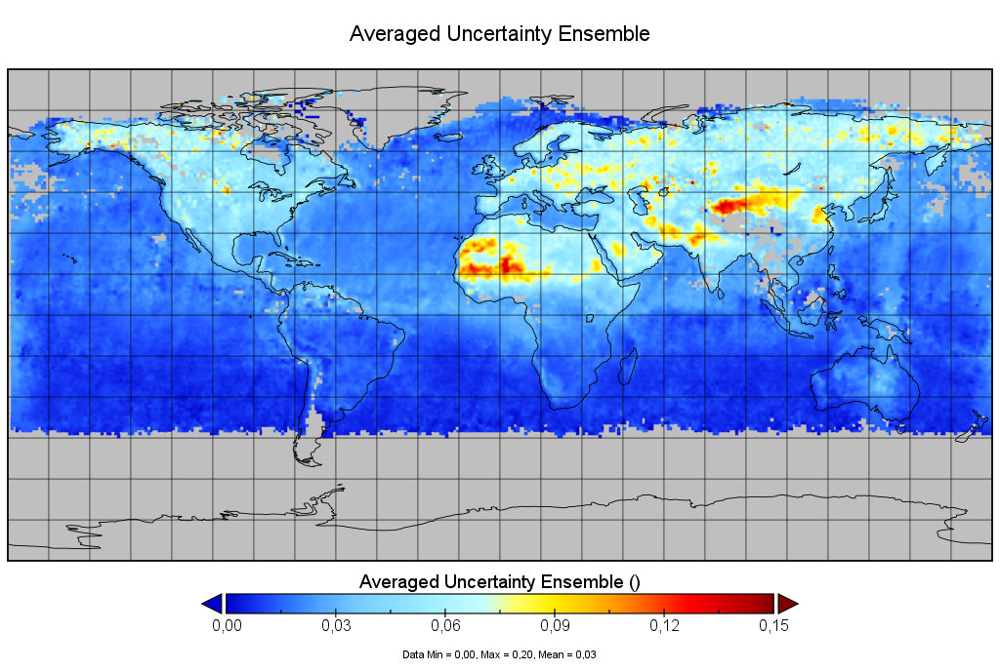 Averaged Uncertainty Ensemble
Averaged Uncertainty Ensemble ()
0,00 0,03 0,06 0,09 0,12 0,15
Data Min = 0,00, Max = 0,20, Mean = 0,03